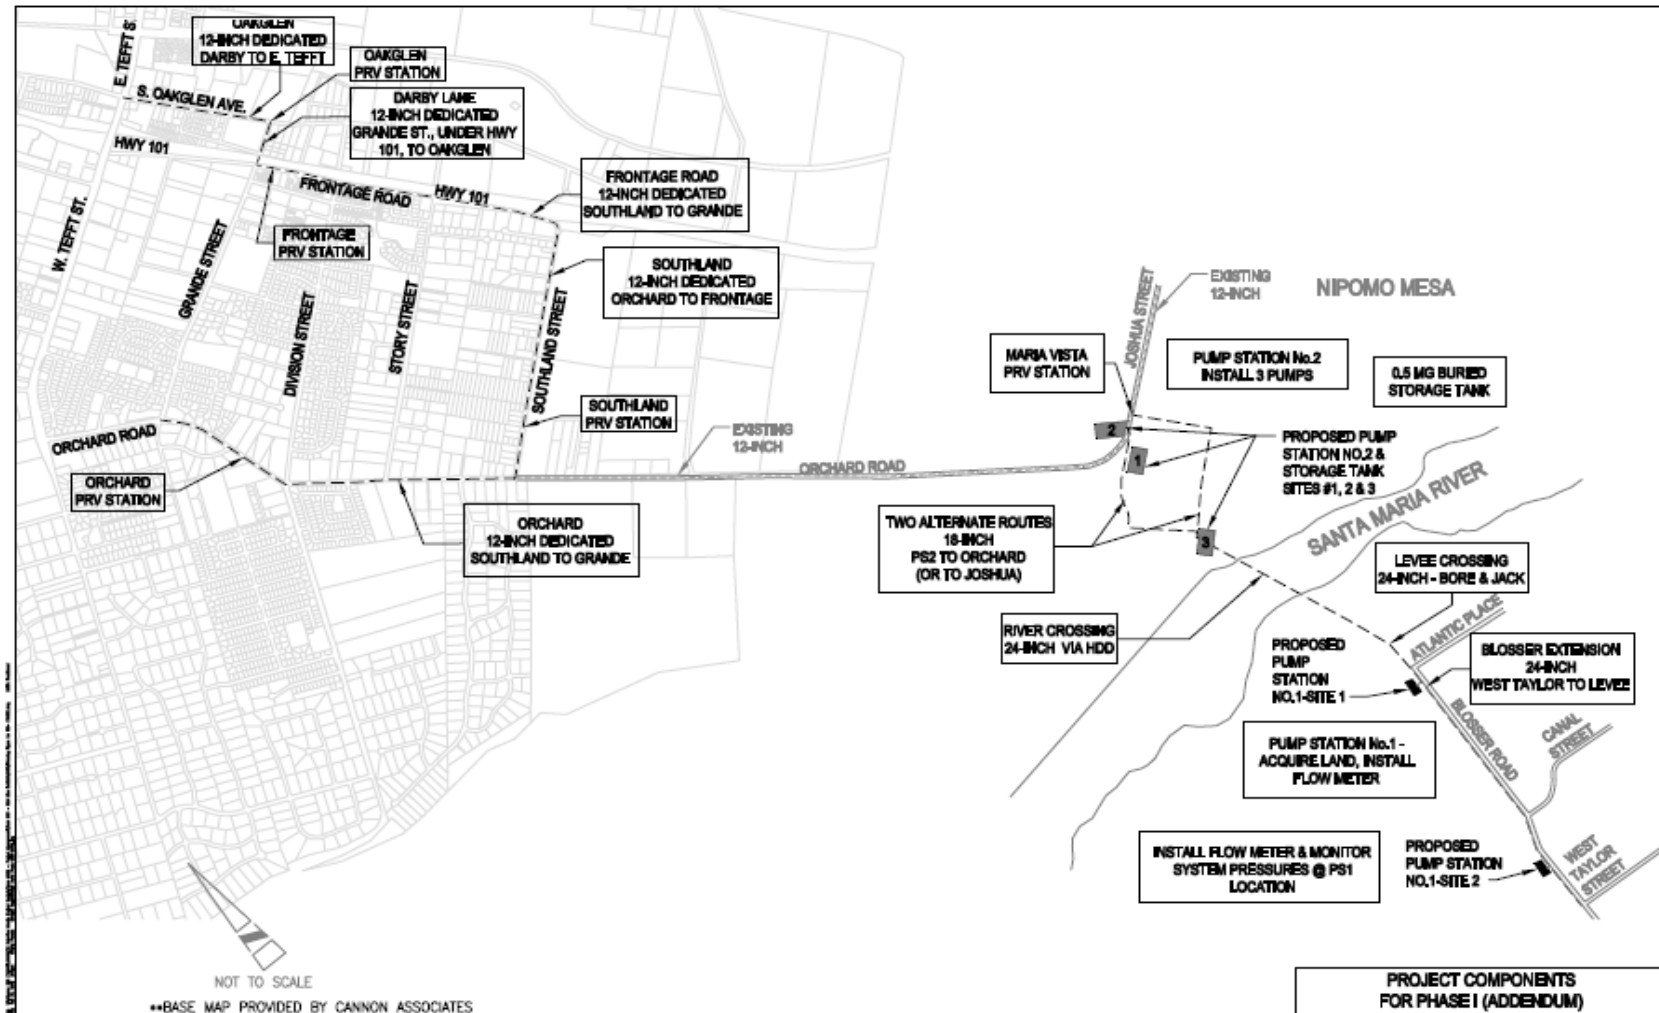 OAKGLEN
12-INCH DEDICATED
DARBY TO E. TEFFT
E. TEFFT S.
OAKGLEN
PRV STATION
S. OAKGLEN AVE.
DARBY LANE
12-INCH DEDICATED
GRANDE ST., UNDER HWY
101, TO OAKGLEN
HWY 101
FRONTAGE ROAD
HWY 101
FRONTAGE ROAD
12-INCH DEDICATED
SOUTHLAND TO GRANDE
W. TEFFT ST.
GRANDE STREET
FRONTAGE
PRV STATION
SOUTHLAND
12-INCH DEDICATED
ORCHARD TO FRONTAGE
DIVISION STREET
STORY STREET
SOUTHLAND STREET
SOUTHLAND
PRV STATION
ORCHARD ROAD
ORCHARD
PRV STATION
EXISTING
12-INCH
ORCHARD ROAD
ORCHARD
12-INCH DEDICATED
SOUTHLAND TO GRANDE
JOSHUA STREET
EXISTING
12-INCH
NIPOMO MESA
MARIA VISTA
PRV STATION
PUMP STATION No.2
INSTALL 3 PUMPS
0.5 MG BURIED
STORAGE TANK
2
1
3
PROPOSED PUMP
STATION NO.2 &
STORAGE TANK
SITES #1, 2 & 3
SANTA MARIA RIVER
TWO ALTERNATE ROUTES
18-INCH
PS2 TO ORCHARD
(OR TO JOSHUA)
LEVEE CROSSING
24-INCH - BORE & JACK
RIVER CROSSING
24-INCH VIA HDD
ATLANTIC PLACE
PROPOSED
PUMP
STATION
NO.1-SITE 1
BLOSSER EXTENSION
24-INCH
WEST TAYLOR TO LEVEE
BLOSSER ROAD
CANAL
STREET
PUMP STATION No.1 -
ACQUIRE LAND, INSTALL
FLOW METER
INSTALL FLOW METER & MONITOR
SYSTEM PRESSURES @ PS1
LOCATION
PROPOSED
PUMP STATION
NO.1-SITE 2
WEST
TAYLOR
STREET
NOT TO SCALE
**BASE MAP PROVIDED BY CANNON ASSOCIATES
PROJECT COMPONENTS
FOR PHASE I (ADDENDUM)